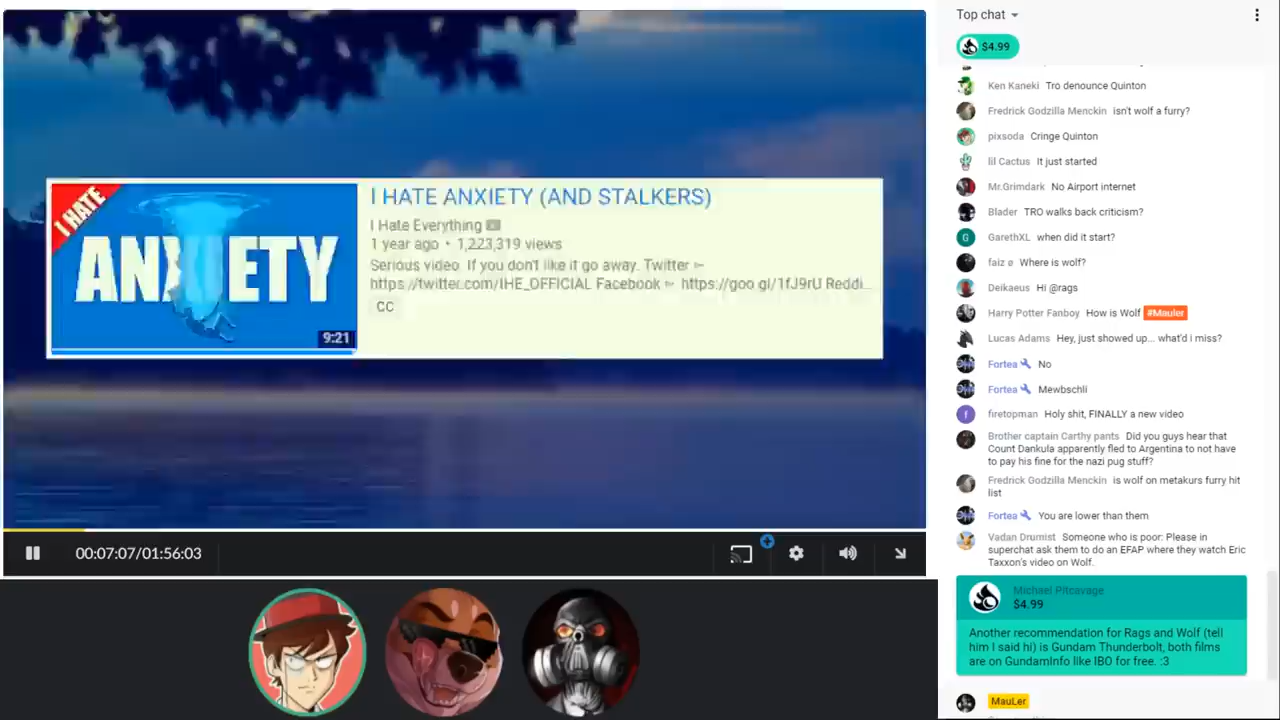 I HATE
ANXIETY
9:21
I HATE ANXIETY (AND STALKERS)
I Hate Everything
1 year ago • 1,223,319 views
Serious video. If you don't like it go away. Twitter ►
https://twitter.com/IHE_OFFICIAL Facebook ► https://goo.gl/1fJ9rU Reddi...
CC
00:07:07/01:56:03
Top chat
$4.99
Ken Kaneki Tro denounce Quinton
Fredrick Godzilla Menckin isn't wolf a furry?
pixsoda Cringe Quinton
lil Cactus It just started
Mr.Grimdark No Airport internet
Blader TRO walks back criticism?
G GarethXL when did it start?
faiz ø Where is wolf?
Deikaeus Hi @rags
Harry Potter Fanboy How is Wolf #Mauler
Lucas Adams Hey, just showed up... what'd i miss?
Fortea No
Fortea Mewbschli
f firetopman Holy shit, FINALLY a new video
Brother captain Carthy pants Did you guys hear that
Count Dankula apparently fled to Argentina to not have
to pay his fine for the nazi pug stuff?
Fredrick Godzilla Menckin is wolf on metakurs furry hit
list
Fortea You are lower than them
Vadan Drumist Someone who is poor: Please in
superchat ask them to do an EFAP where they watch Eric
Taxxon's video on Wolf.
Michael Pitcavage
$4.99
Another recommendation for Rags and Wolf (tell
him I said hi) is Gundam Thunderbolt, both films
are on GundamInfo like IBO for free. :3
MauLer